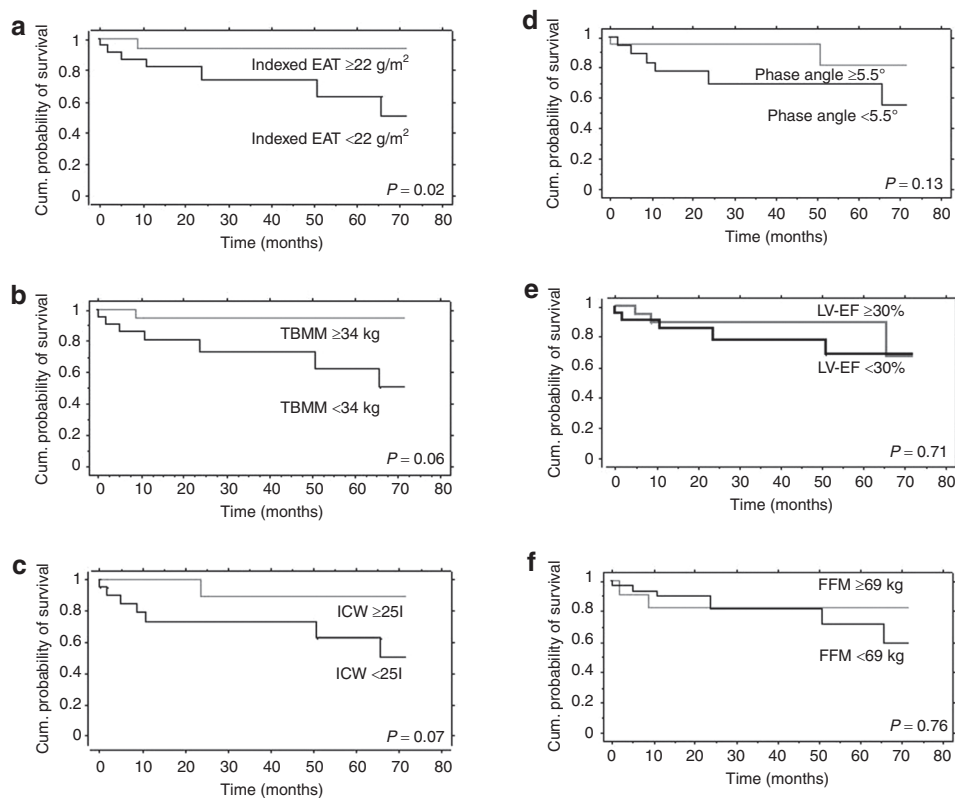 a
Cum. probability of survival
1
0.8
0.6
0.4
0.2
0
Indexed EAT ≥22 g/m²
Indexed EAT <22 g/m²
P = 0.02
0 10 20 30 40 50 60 70 80
Time (months)
b
Cum. probability of survival
1
0.8
0.6
0.4
0.2
0
TBMM ≥34 kg
TBMM <34 kg
P = 0.06
0 10 20 30 40 50 60 70 80
Time (months)
c
Cum. probability of survival
1
0.8
0.6
0.4
0.2
0
ICW ≥25l
ICW <25l
P = 0.07
0 10 20 30 40 50 60 70 80
Time (months)
d
Cum. probability of survival
1
0.8
0.6
0.4
0.2
0
Phase angle ≥5.5°
Phase angle <5.5°
P = 0.13
0 10 20 30 40 50 60 70 80
Time (months)
e
Cum. probability of survival
1
0.8
0.6
0.4
0.2
0
LV-EF ≥30%
LV-EF <30%
P = 0.71
0 10 20 30 40 50 60 70 80
Time (months)
f
Cum. probability of survival
1
0.8
0.6
0.4
0.2
0
FFM ≥69 kg
FFM <69 kg
P = 0.76
0 10 20 30 40 50 60 70 80
Time (months)